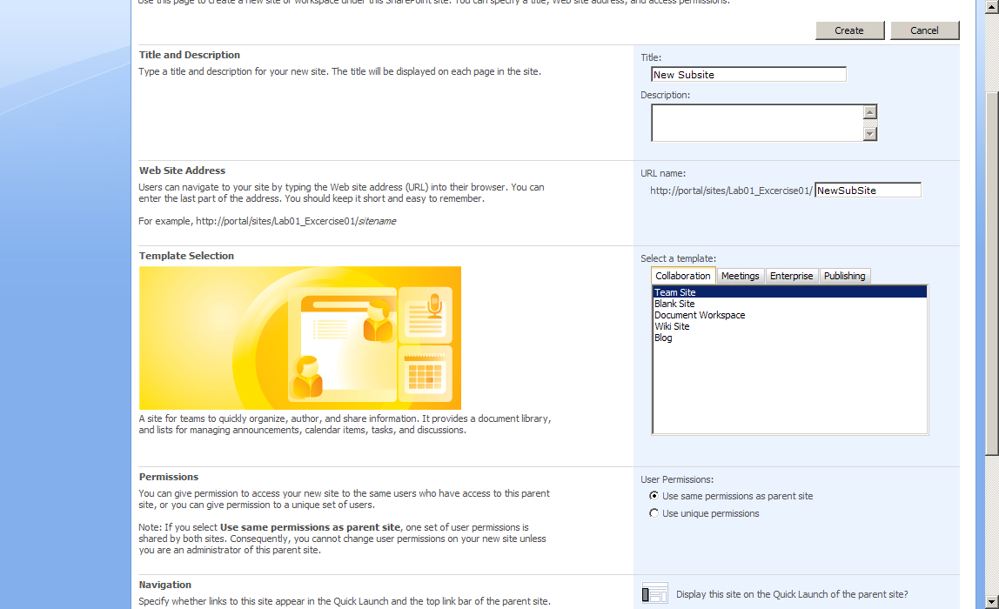 Use this page to create a new site or workspace under this SharePoint site. You can specify a title, Web site address, and access permissions.
Create Cancel
Title and Description
Type a title and description for your new site. The title will be displayed on each page in the site.
Title:
New Subsite
Description:
Web Site Address
Users can navigate to your site by typing the Web site address (URL) into their browser. You can
enter the last part of the address. You should keep it short and easy to remember.
For example, http://portal/sites/Lab01_Excercise01/sitename
URL name:
http://portal/sites/Lab01_Excercise01/ NewSubSite
Template Selection
A site for teams to quickly organize, author, and share information. It provides a document library,
and lists for managing announcements, calendar items, tasks, and discussions.
Select a template:
Collaboration Meetings Enterprise Publishing
Team Site
Blank Site
Document Workspace
Wiki Site
Blog
Permissions
You can give permission to access your new site to the same users who have access to this parent
site, or you can give permission to a unique set of users.
Note: If you select Use same permissions as parent site, one set of user permissions is
shared by both sites. Consequently, you cannot change user permissions on your new site unless
you are an administrator of this parent site.
User Permissions:
Use same permissions as parent site
Use unique permissions
Navigation
Specify whether links to this site appear in the Quick Launch and the top link bar of the parent site.
Display this site on the Quick Launch of the parent site?